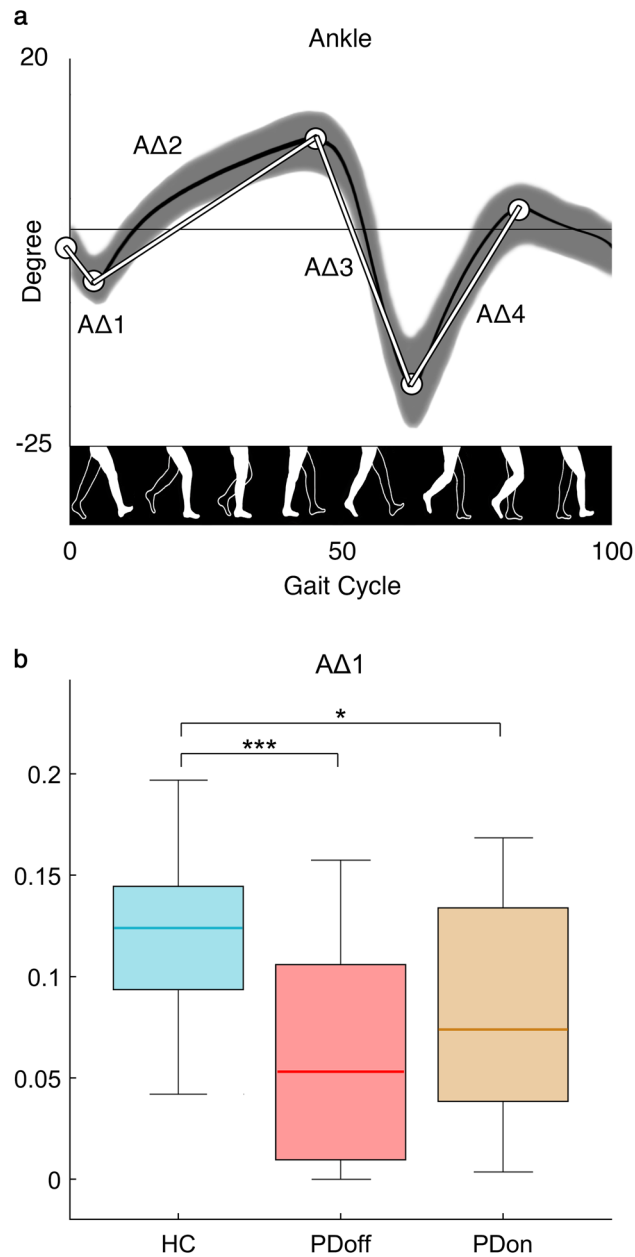 a
Ankle
20
AΔ2
Degree
AΔ3
AΔ1
AΔ4
-25
0 50 100
Gait Cycle
b
AΔ1
*
***
0.2
0.15
0.1
0.05
0
HC PDoff PDon